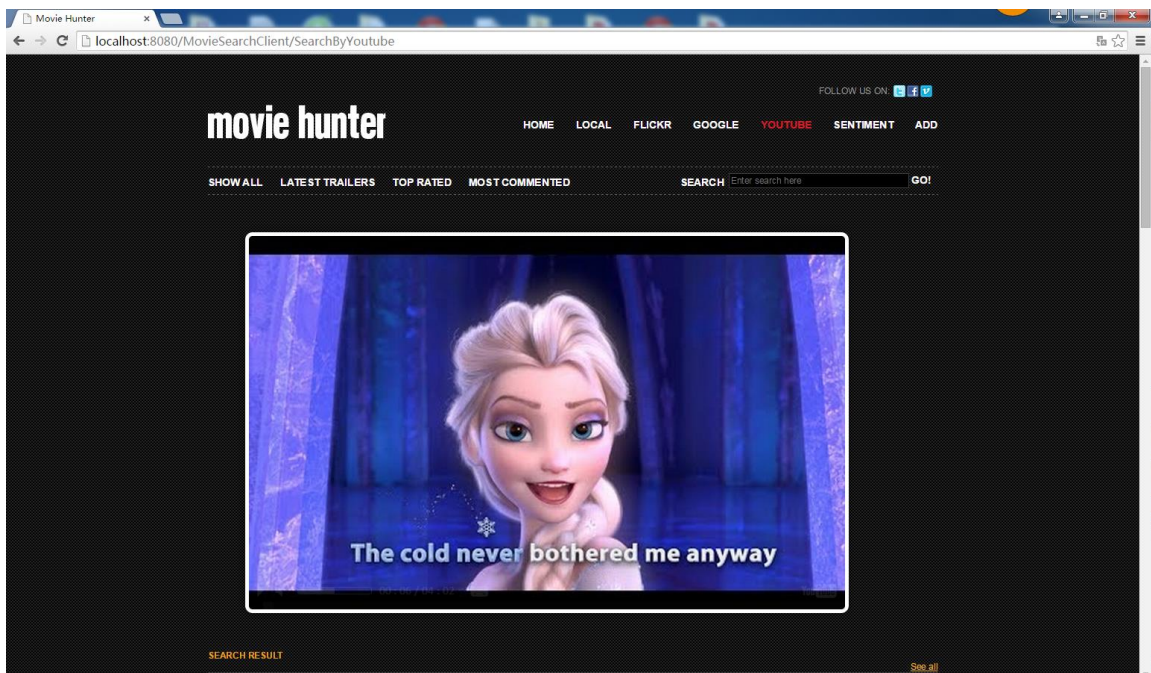 Movie Hunter
localhost:8080/MovieSearchClient/SearchByYoutube
FOLLOW US ON:
movie hunter
HOME LOCAL FLICKR GOOGLE YOUTUBE SENTIMENT ADD
SHOW ALL LATEST TRAILERS TOP RATED MOST COMMENTED SEARCH Enter search here GO!
The cold never bothered me anyway
SEARCH RESULT
See all